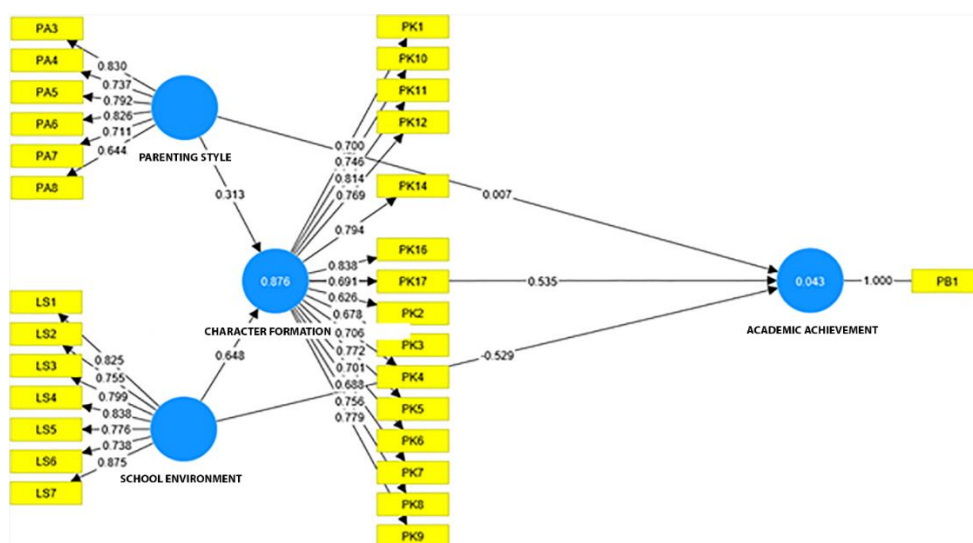 PA3
PA4
PA5
PA6
PA7
PA8
0.830
0.737
0.792
0.826
0.711
0.644
PARENTING STYLE
0.313
PK1
PK10
PK11
PK12
PK14
PK16
PK17
PK2
PK3
PK4
PK5
PK6
PK7
PK8
PK9
0.700
0.746
0.814
0.769
0.794
0.838
0.691
0.626
0.678
0.706
0.772
0.701
0.688
0.756
0.779
0.876
CHARACTER FORMATION
0.648
LS1
LS2
LS3
LS4
LS5
LS6
LS7
0.825
0.755
0.799
0.838
0.776
0.738
0.875
SCHOOL ENVIRONMENT
0.007
0.535
-0.529
0.043
ACADEMIC ACHIEVEMENT
1.000
PB1